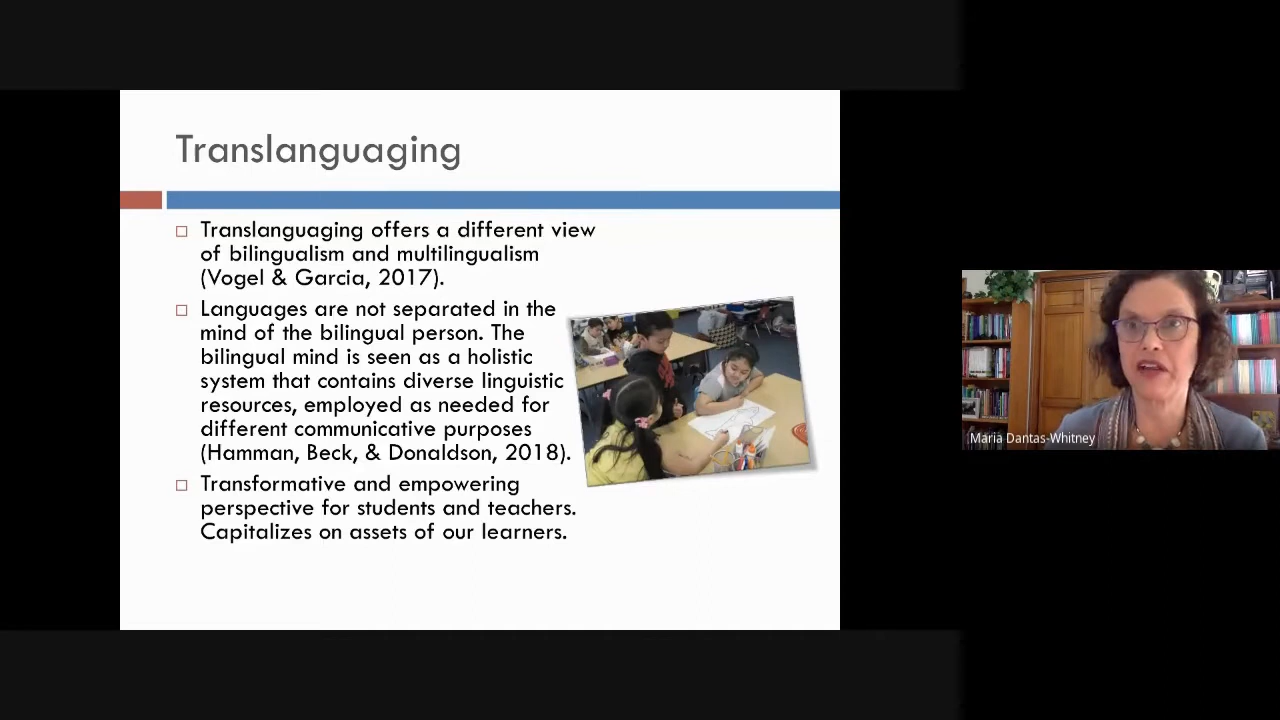 Translanguaging
Translanguaging offers a different view
of bilingualism and multilingualism
(Vogel & Garcia, 2017).
Languages are not separated in the
mind of the bilingual person. The
bilingual mind is seen as a holistic
system that contains diverse linguistic
resources, employed as needed for
different communicative purposes
(Hamman, Beck, & Donaldson, 2018).
Transformative and empowering
perspective for students and teachers.
Capitalizes on assets of our learners.
Maria Dantas-Whitney